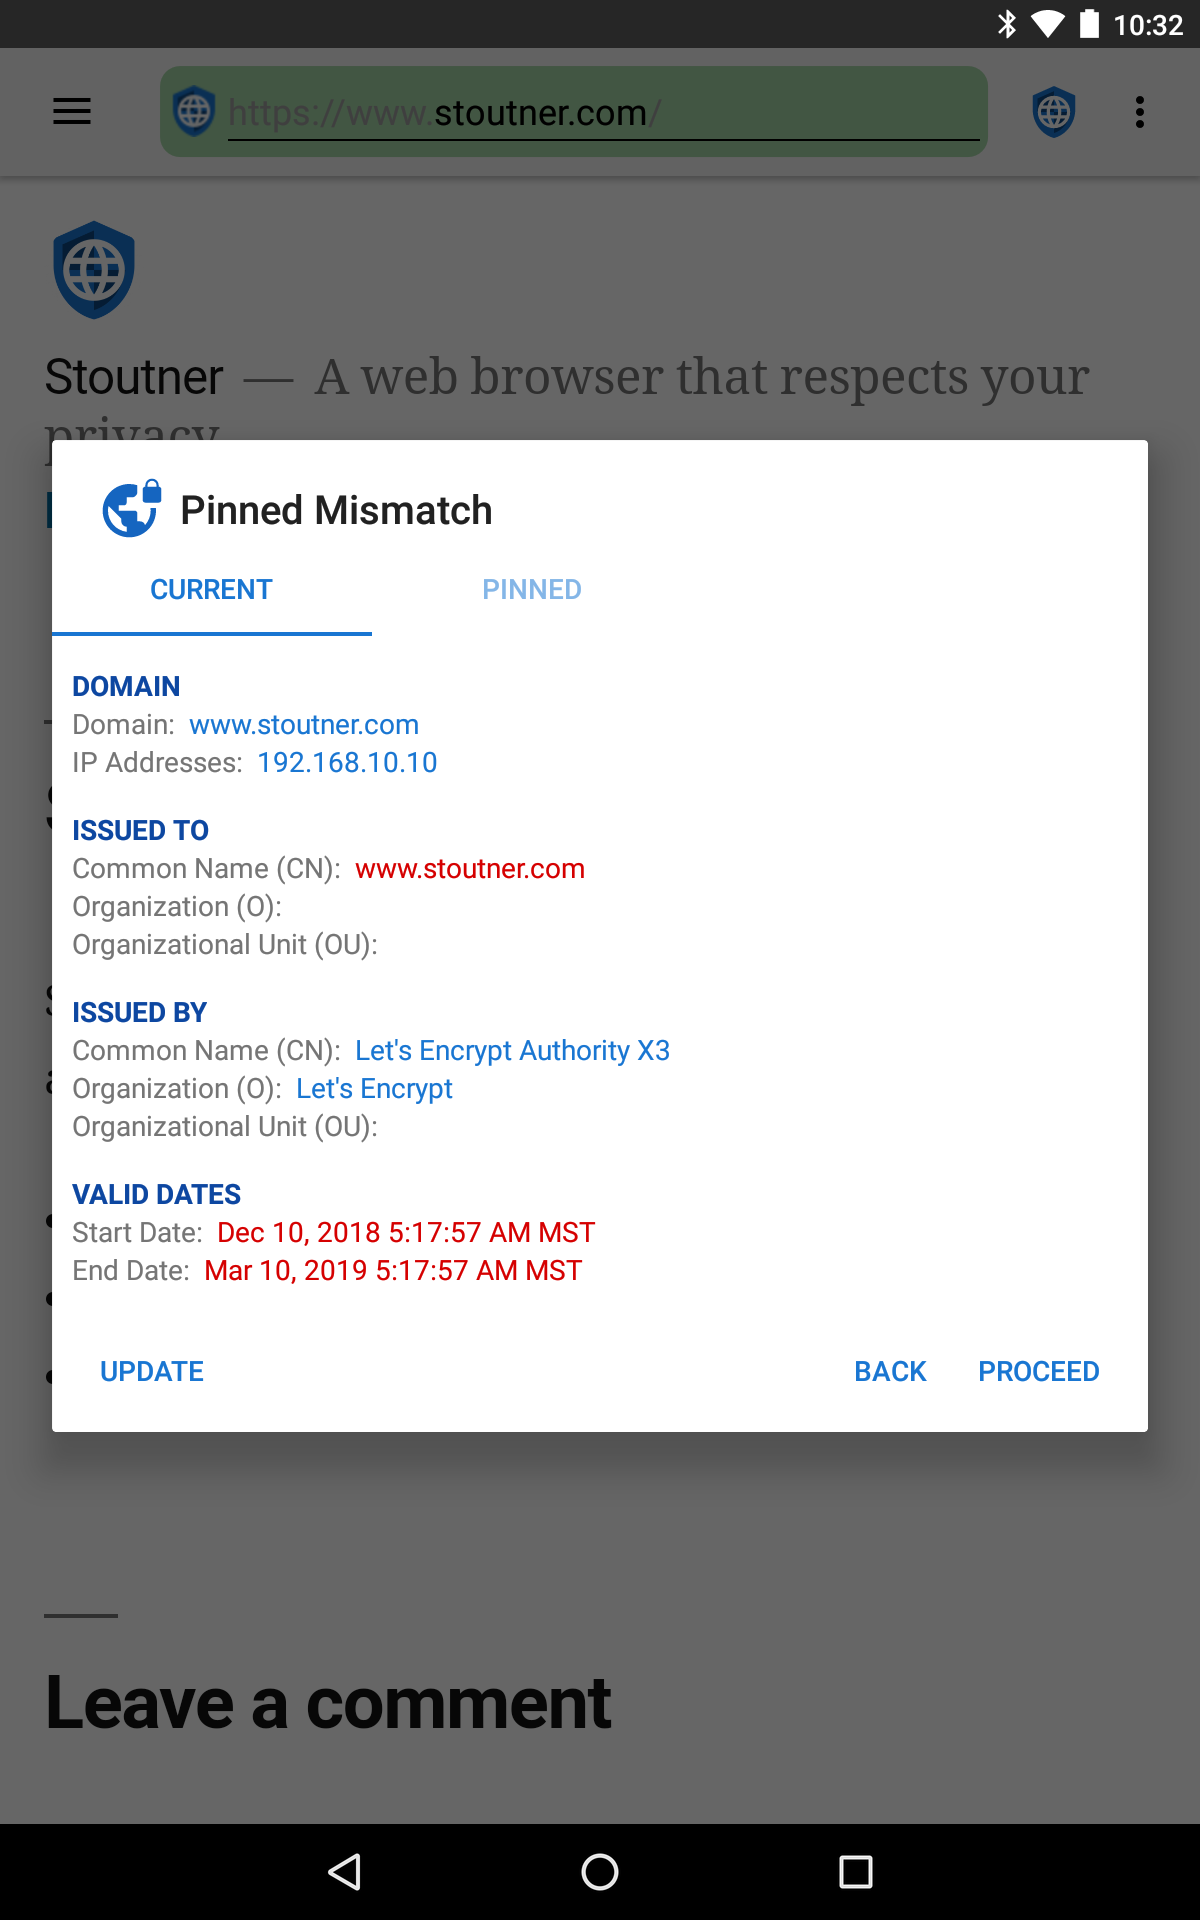 10:32
https://www.stoutner.com/
Stoutner — A web browser that respects your
privacy
Pinned Mismatch
CURRENT PINNED
DOMAIN
Domain: www.stoutner.com
IP Addresses: 192.168.10.10
ISSUED TO
Common Name (CN): www.stoutner.com
Organization (O):
Organizational Unit (OU):
ISSUED BY
Common Name (CN): Let's Encrypt Authority X3
Organization (O): Let's Encrypt
Organizational Unit (OU):
VALID DATES
Start Date: Dec 10, 2018 5:17:57 AM MST
End Date: Mar 10, 2019 5:17:57 AM MST
UPDATE BACK PROCEED
Leave a comment